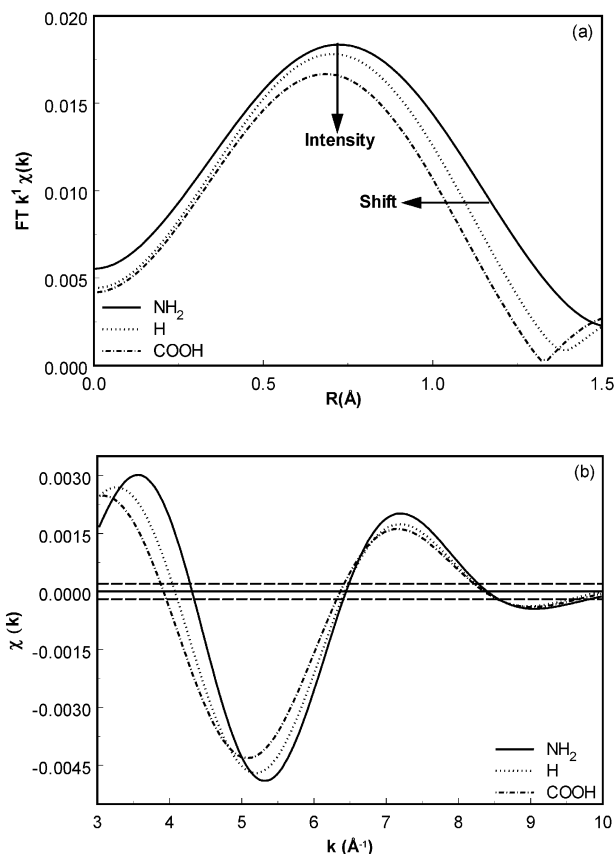 (a)
0.020
0.015
0.010
0.005
0.000
FT k¹ χ(k)
Intensity
Shift
NH₂
H
COOH
0.0 0.5 1.0 1.5
R(Å)
(b)
0.0030
0.0015
0.0000
-0.0015
-0.0030
-0.0045
χ (k)
NH₂
H
COOH
3 4 5 6 7 8 9 10
k (Å⁻¹)